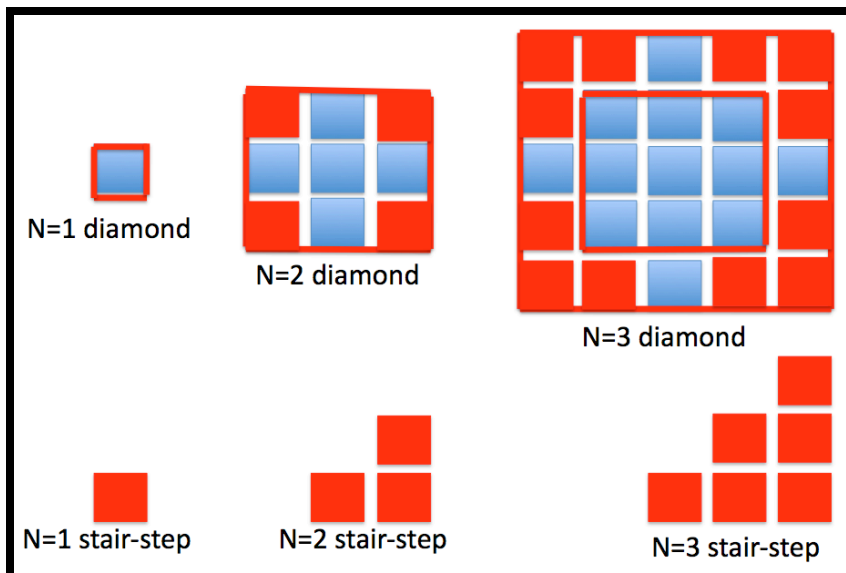 N=1 diamond
N=2 diamond
N=3 diamond
N=1 stair-step
N=2 stair-step
N=3 stair-step